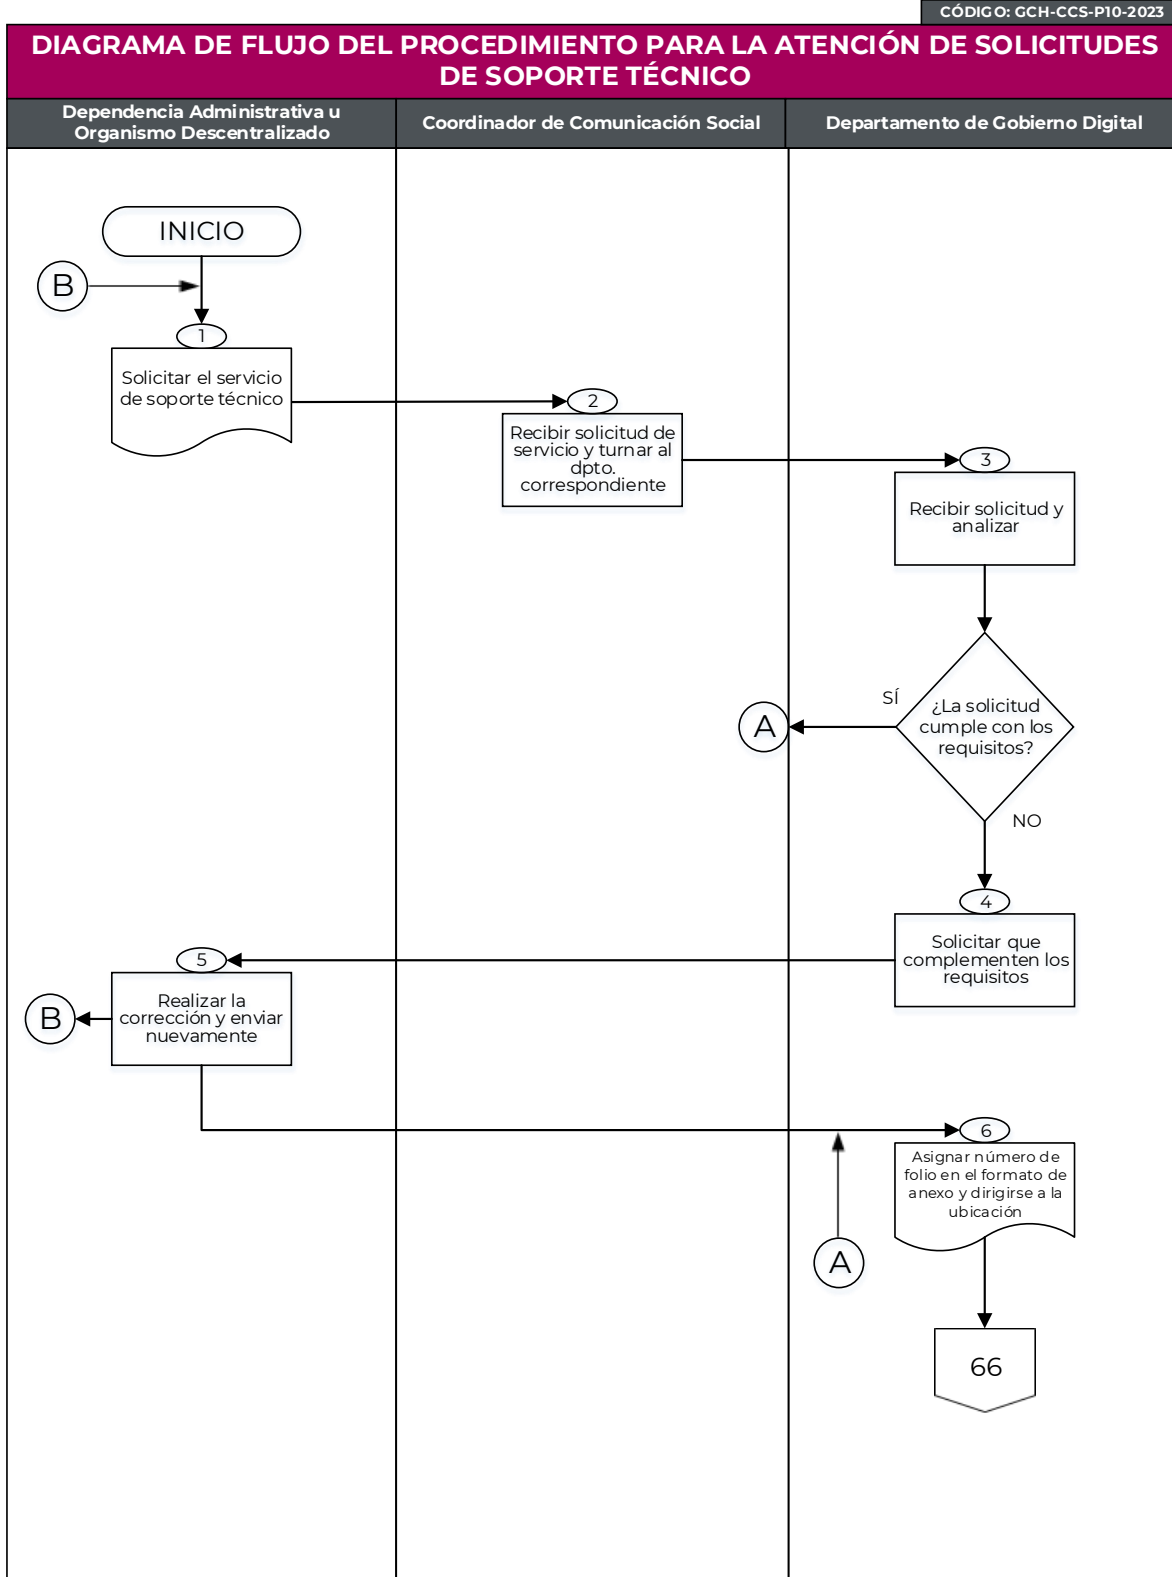 CÓDIGO: GCH-CCS-P10-2023
DIAGRAMA DE FLUJO DEL PROCEDIMIENTO PARA LA ATENCIÓN DE SOLICITUDES
DE SOPORTE TÉCNICO
Dependencia Administrativa u
Organismo Descentralizado
Coordinador de Comunicación Social
Departamento de Gobierno Digital
INICIO
B
1
Solicitar el servicio
de soporte técnico
2
Recibir solicitud de
servicio y turnar al
dpto.
correspondiente
3
Recibir solicitud y
analizar
¿La solicitud
cumple con los
requisitos?
SÍ
A
NO
4
Solicitar que
complementen los
requisitos
5
Realizar la
corrección y enviar
nuevamente
B
6
Asignar número de
folio en el formato de
anexo y dirigirse a la
ubicación
A
66